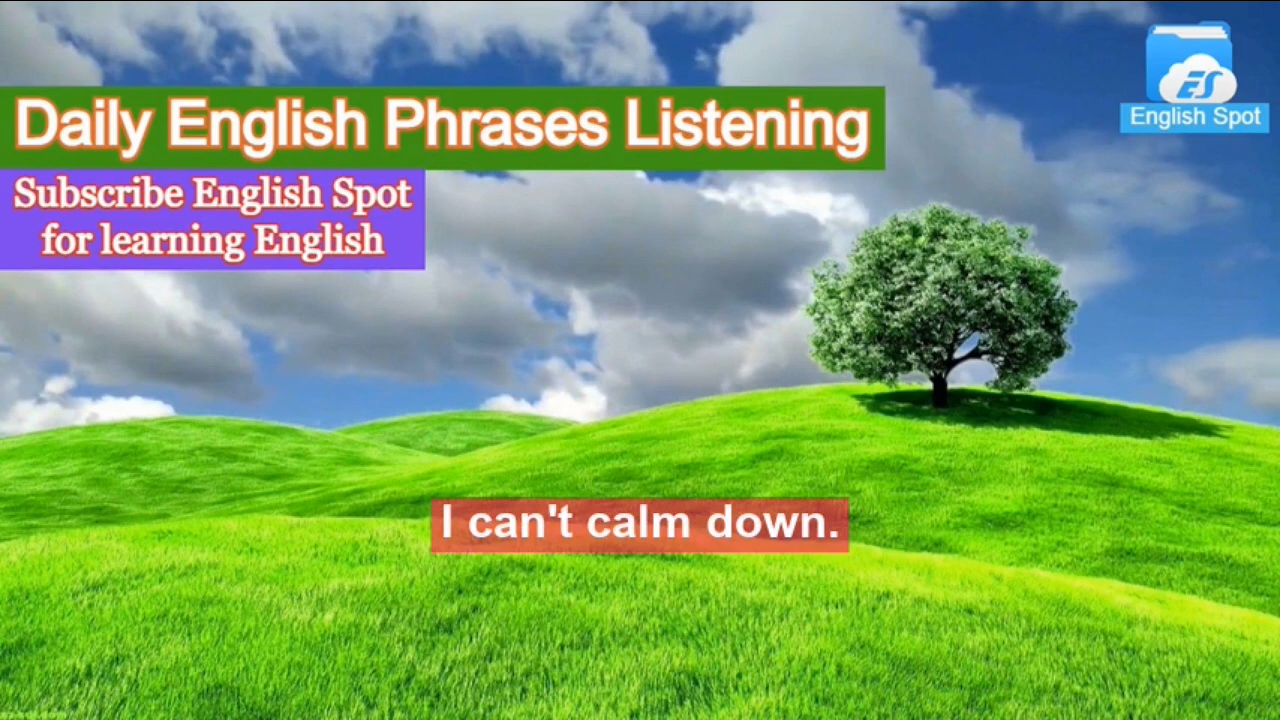 Daily English Phrases Listening
Subscribe English Spot
for learning English
ES
English Spot
I can't calm down.